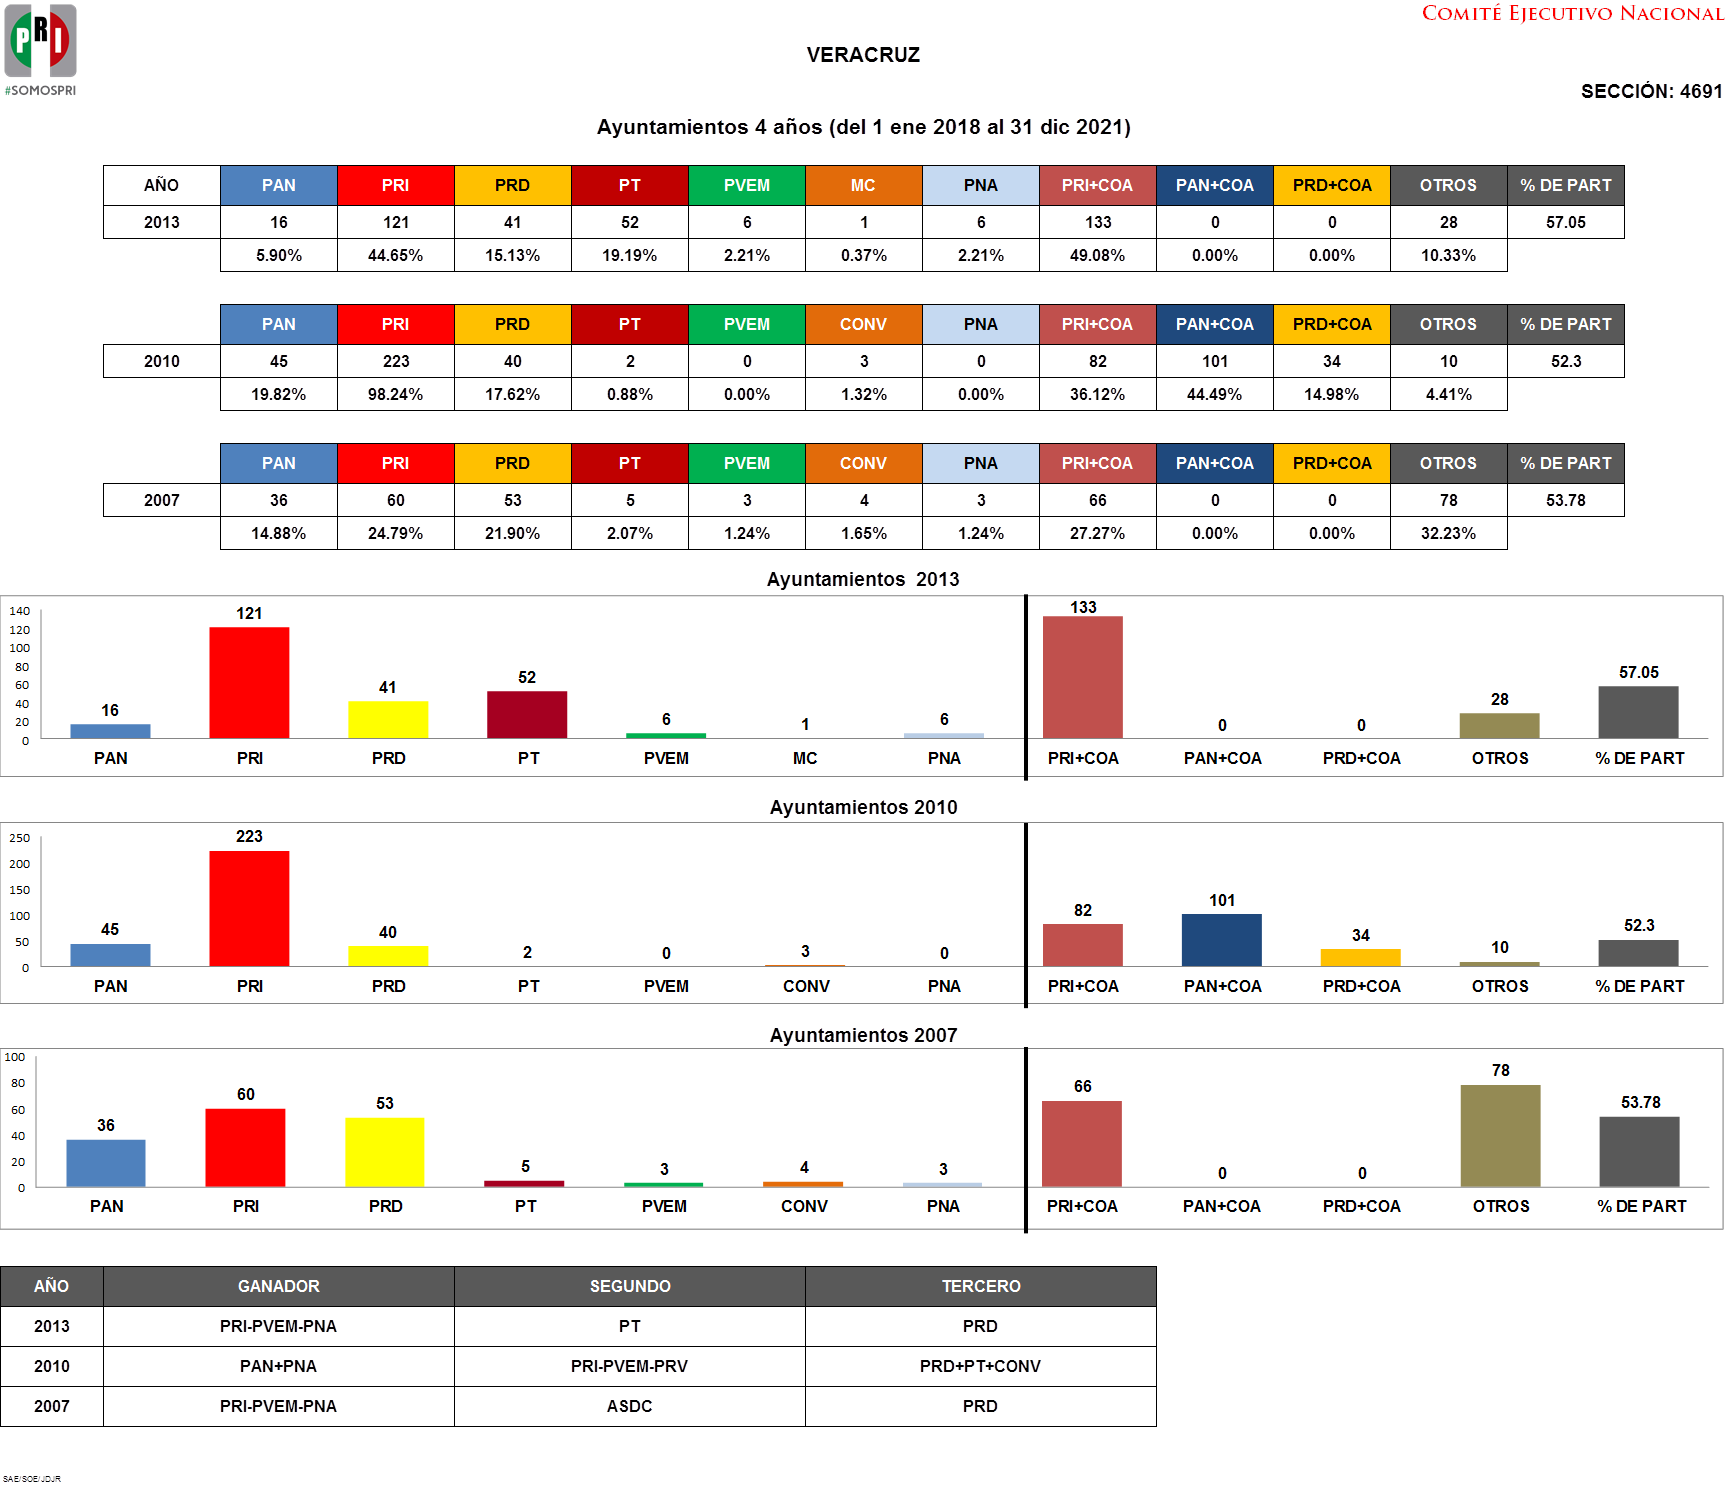 PRI
#SOMOSPRI
COMITÉ EJECUTIVO NACIONAL
VERACRUZ
SECCIÓN: 4691
Ayuntamientos 4 años (del 1 ene 2018 al 31 dic 2021)
AÑO PAN PRI PRD PT PVEM MC PNA PRI+COA PAN+COA PRD+COA OTROS % DE PART
2013 16 121 41 52 6 1 6 133 0 0 28 57.05
5.90% 44.65% 15.13% 19.19% 2.21% 0.37% 2.21% 49.08% 0.00% 0.00% 10.33%
PAN PRI PRD PT PVEM CONV PNA PRI+COA PAN+COA PRD+COA OTROS % DE PART
2010 45 223 40 2 0 3 0 82 101 34 10 52.3
19.82% 98.24% 17.62% 0.88% 0.00% 1.32% 0.00% 36.12% 44.49% 14.98% 4.41%
PAN PRI PRD PT PVEM CONV PNA PRI+COA PAN+COA PRD+COA OTROS % DE PART
2007 36 60 53 5 3 4 3 66 0 0 78 53.78
14.88% 24.79% 21.90% 2.07% 1.24% 1.65% 1.24% 27.27% 0.00% 0.00% 32.23%
Ayuntamientos 2013
140
120
100
80
60
40
20
0
16 121 41 52 6 1 6 133 0 0 28 57.05
PAN PRI PRD PT PVEM MC PNA PRI+COA PAN+COA PRD+COA OTROS % DE PART
Ayuntamientos 2010
250
200
150
100
50
0
45 223 40 2 0 3 0 82 101 34 10 52.3
PAN PRI PRD PT PVEM CONV PNA PRI+COA PAN+COA PRD+COA OTROS % DE PART
Ayuntamientos 2007
100
80
60
40
20
0
36 60 53 5 3 4 3 66 0 0 78 53.78
PAN PRI PRD PT PVEM CONV PNA PRI+COA PAN+COA PRD+COA OTROS % DE PART
AÑO GANADOR SEGUNDO TERCERO
2013 PRI-PVEM-PNA PT PRD
2010 PAN+PNA PRI-PVEM-PRV PRD+PT+CONV
2007 PRI-PVEM-PNA ASDC PRD
SAE/SOE/JDJR